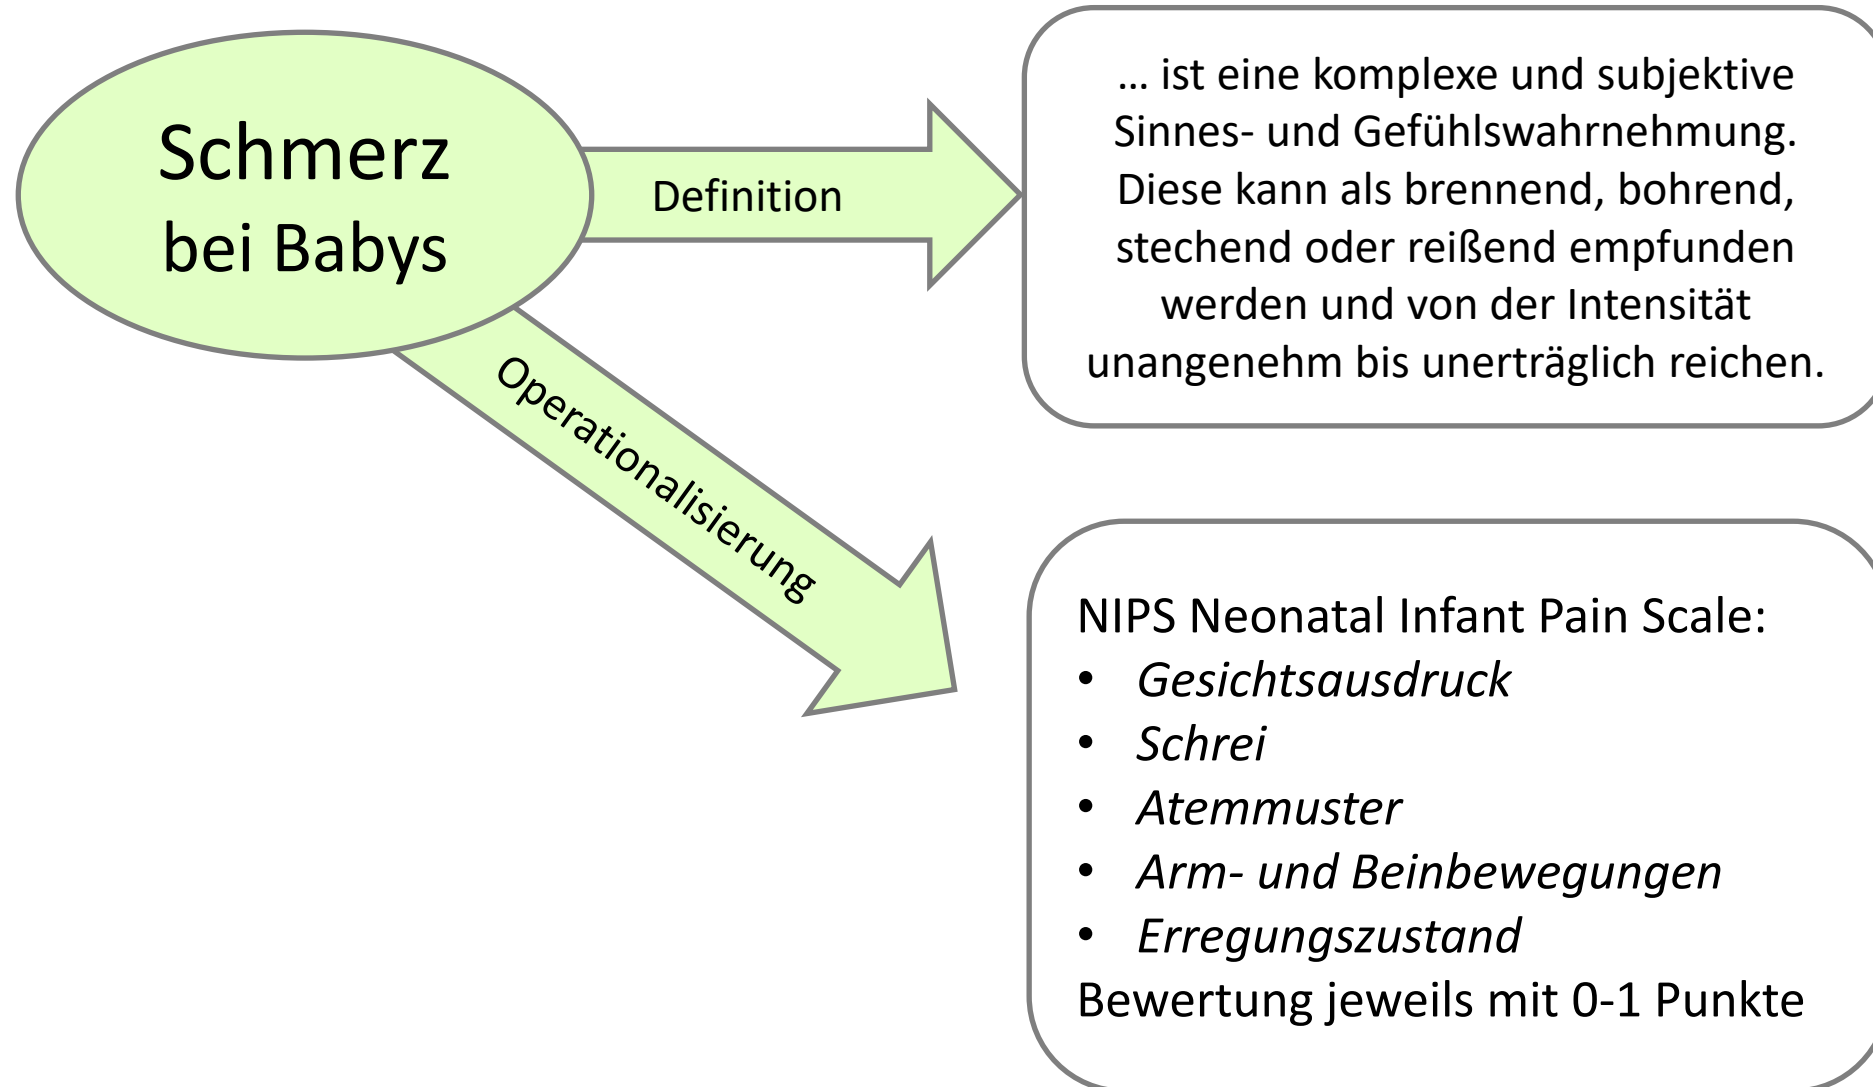 Schmerz
bei Babys
Definition
… ist eine komplexe und subjektive
Sinnes- und Gefühlswahrnehmung.
Diese kann als brennend, bohrend,
stechend oder reißend empfunden
werden und von der Intensität
unangenehm bis unerträglich reichen.
Operationalisierung
NIPS Neonatal Infant Pain Scale:
• Gesichtsausdruck
• Schrei
• Atemmuster
• Arm- und Beinbewegungen
• Erregungszustand
Bewertung jeweils mit 0-1 Punkte